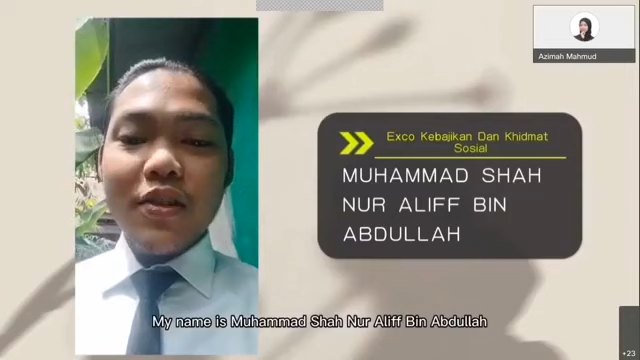 Azimah Mahmud
Exco Kebajikan Dan Khidmat
Sosial
MUHAMMAD SHAH
NUR ALIFF BIN
ABDULLAH
My name is Muhammad Shah Nur Aliff Bin Abdullah
+23